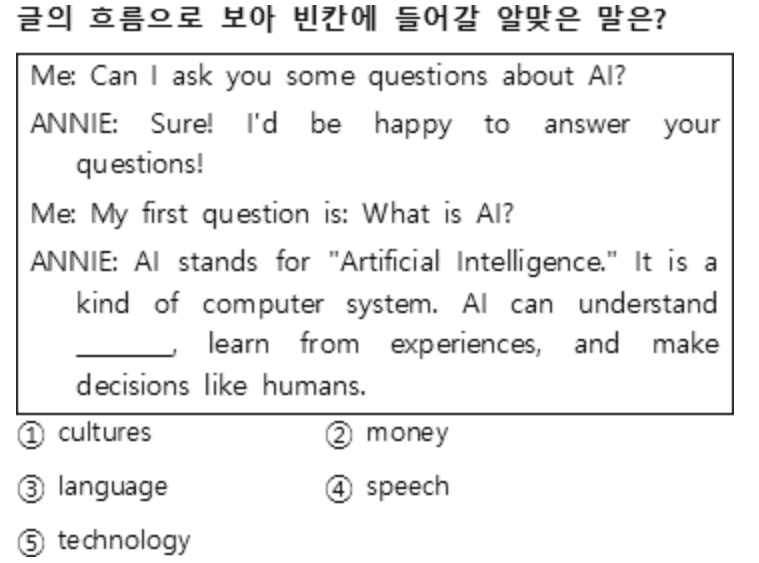 글의 흐름으로 보아 빈칸에 들어갈 알맞은 말은?
Me: Can I ask you some questions about AI?
ANNIE: Sure! I'd be happy to answer your
questions!
Me: My first question is: What is AI?
ANNIE: AI stands for "Artificial Intelligence." It is a
kind of computer system. AI can understand
______, learn from experiences, and make
decisions like humans.
① cultures ② money
③ language ④ speech
⑤ technology